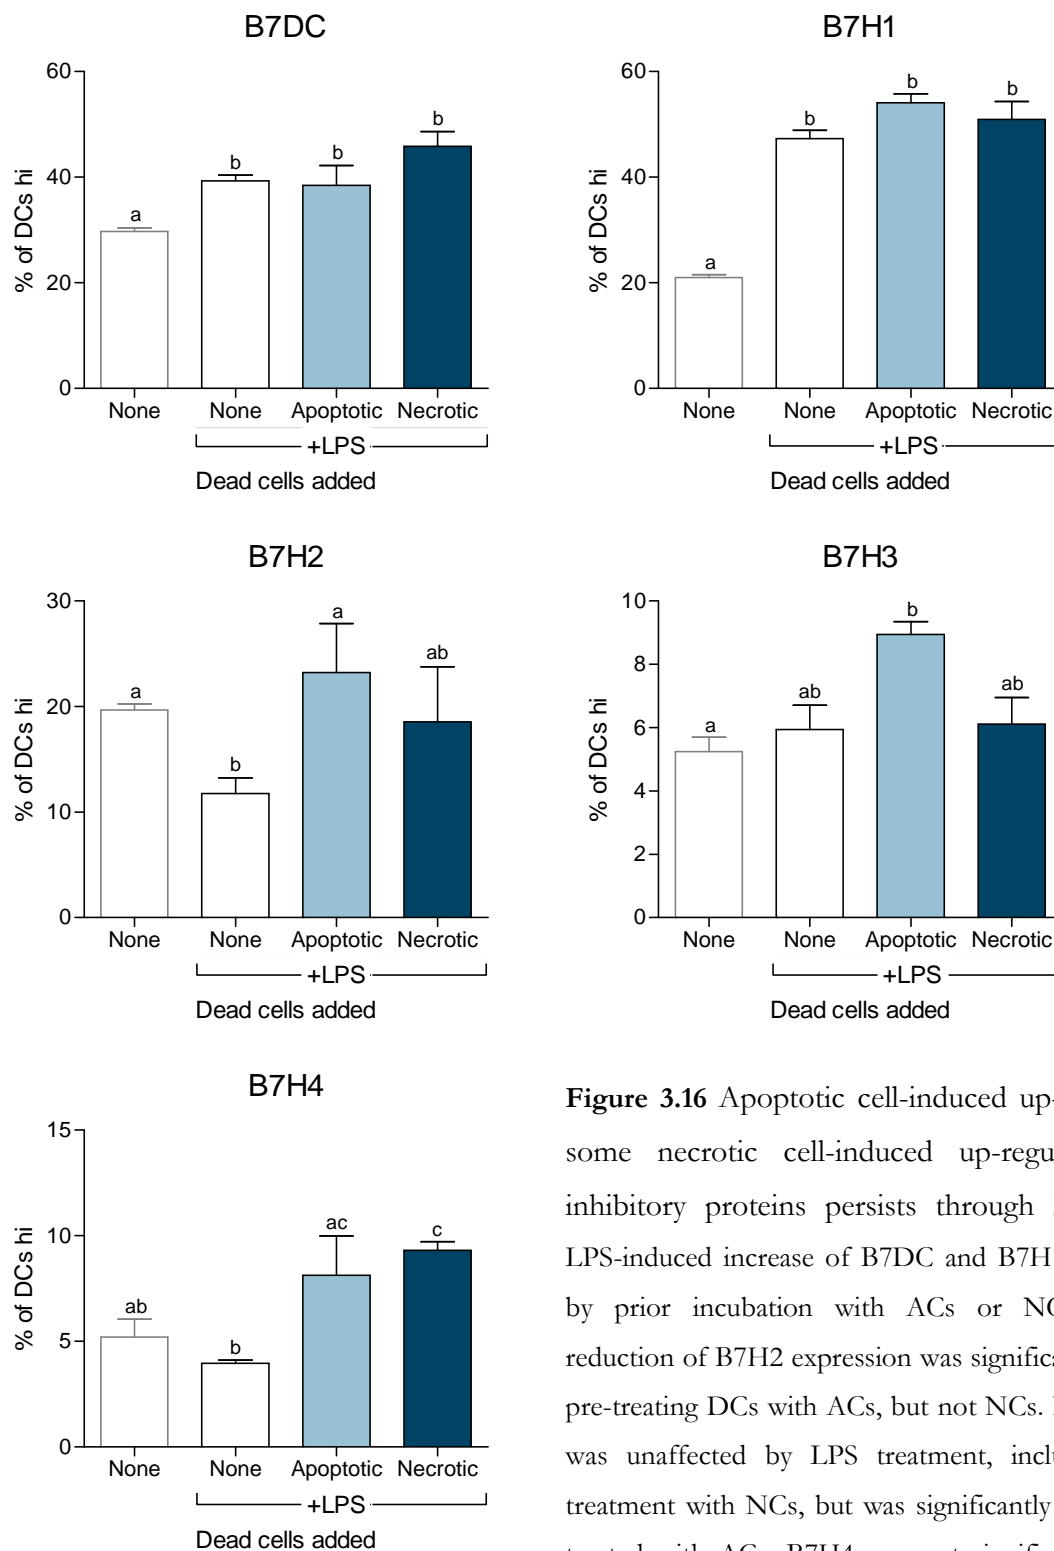 B7DC
60
40
20
0
% of DCs hi
a
b
b
b
None None Apoptotic Necrotic
+LPS
Dead cells added
B7H1
60
40
20
0
% of DCs hi
a
b
b
b
None None Apoptotic Necrotic
+LPS
Dead cells added
B7H2
30
20
10
0
% of DCs hi
a
b
a
ab
None None Apoptotic Necrotic
+LPS
Dead cells added
B7H3
10
8
6
4
2
0
% of DCs hi
a
ab
b
ab
None None Apoptotic Necrotic
+LPS
Dead cells added
B7H4
15
10
5
0
% of DCs hi
ab
b
ac
c
None None Apoptotic Necrotic
+LPS
Dead cells added
Figure 3.16 Apoptotic cell-induced up-
some necrotic cell-induced up-regu
inhibitory proteins persists through
LPS-induced increase of B7DC and B7H
by prior incubation with ACs or NC
reduction of B7H2 expression was significa
pre-treating DCs with ACs, but not NCs.
was unaffected by LPS treatment, inclu
treatment with NCs, but was significantly